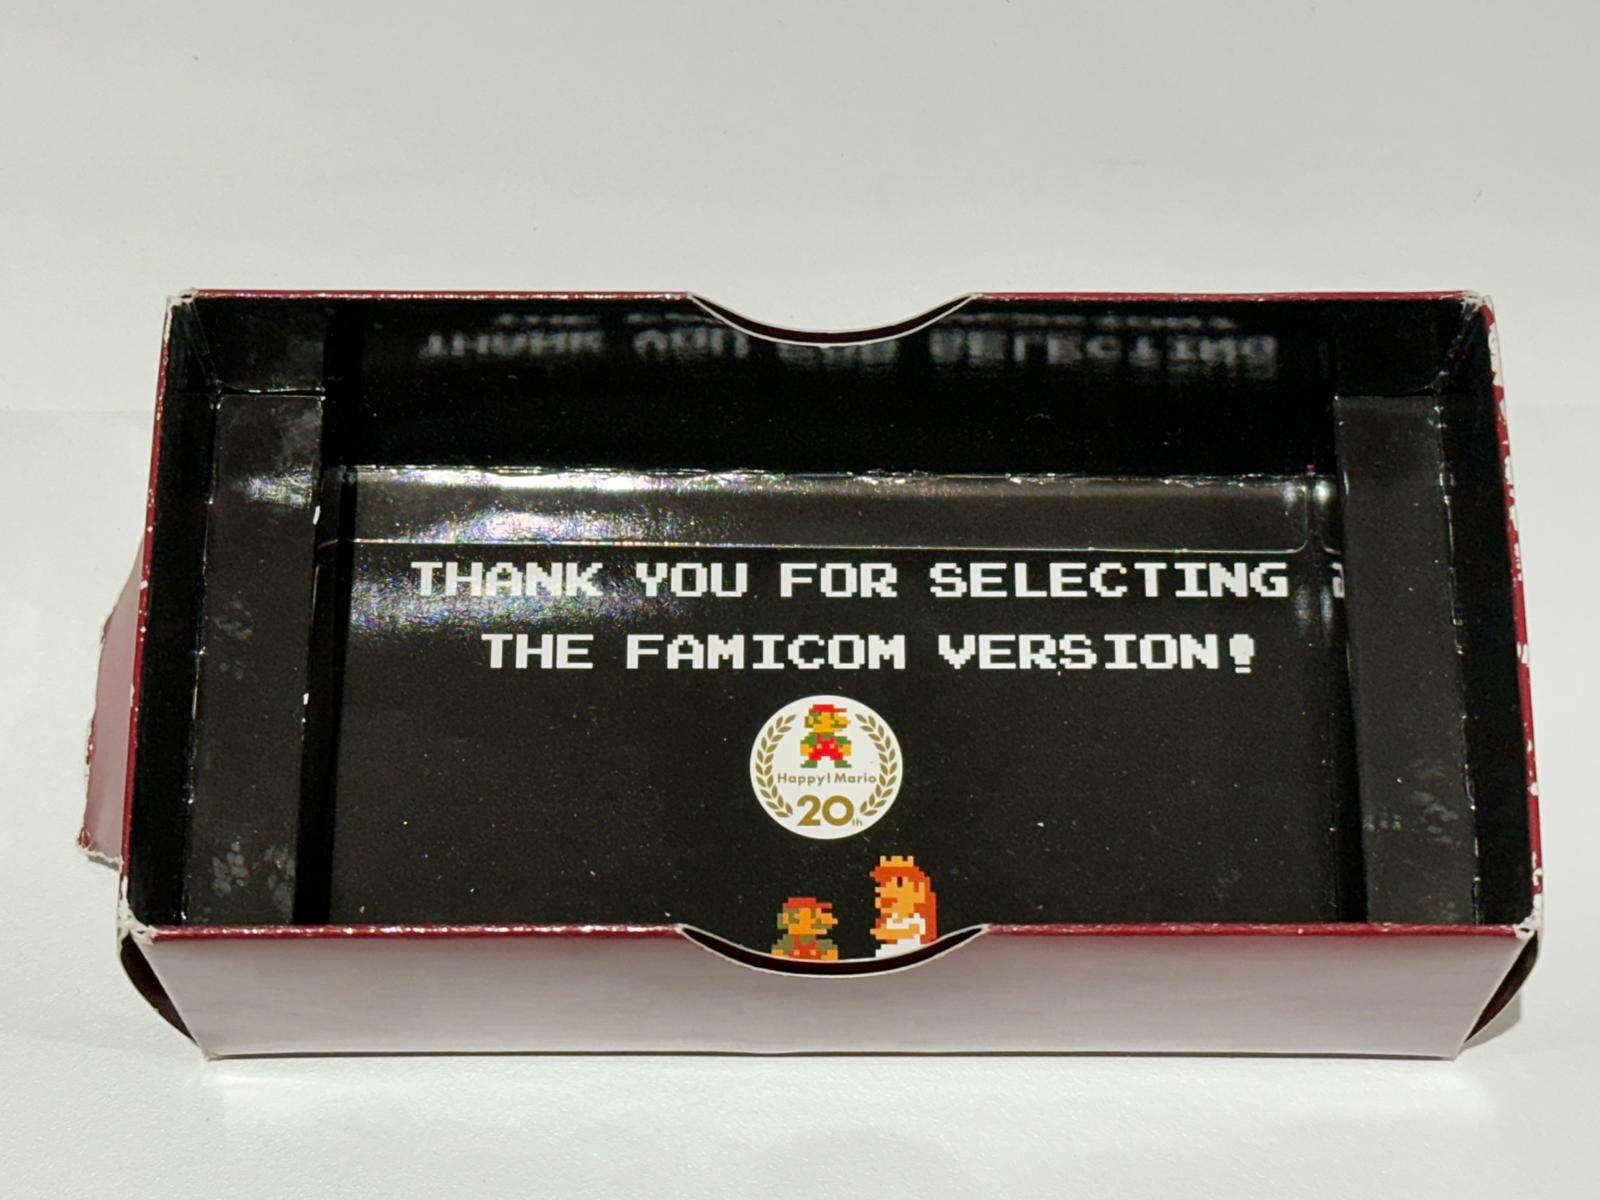 THANK YOU FOR SELECTING
THE FAMICOM VERSION!
Happy! Mario
20th